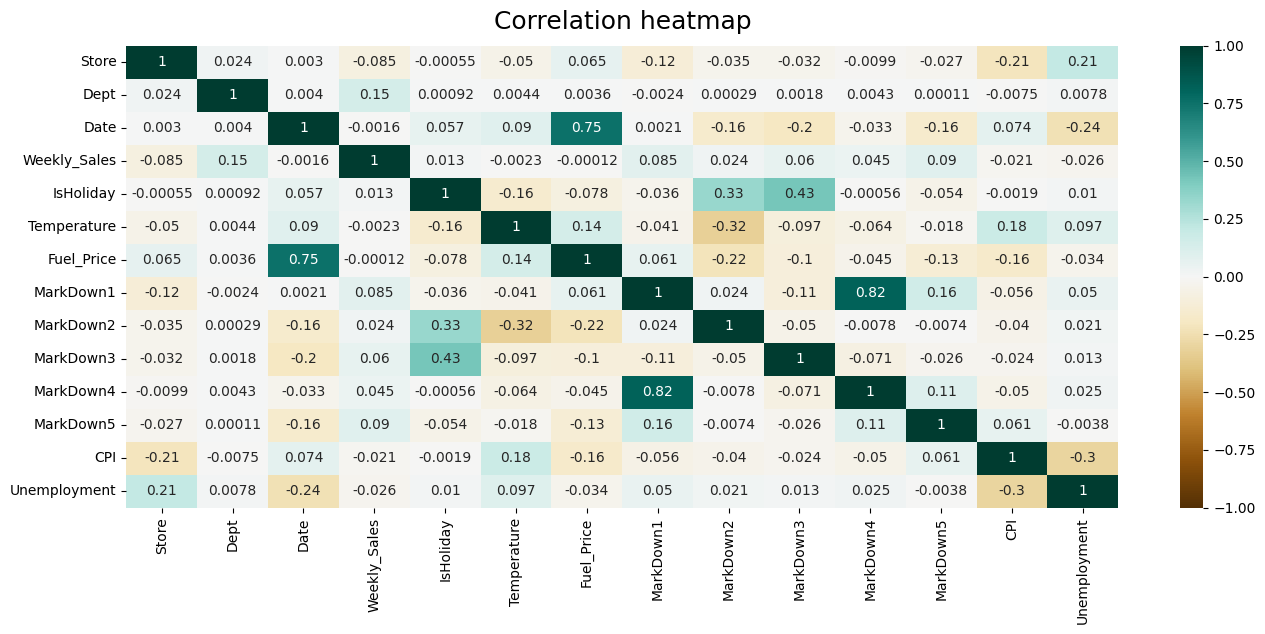 Correlation heatmap
Store 1 0.024 0.003 -0.085 -0.00055 -0.05 0.065 -0.12 -0.035 -0.032 -0.0099 -0.027 -0.21 0.21
Dept 0.024 1 0.004 0.15 0.00092 0.0044 0.0036 -0.0024 0.00029 0.0018 0.0043 0.00011 -0.0075 0.0078
Date 0.003 0.004 1 -0.0016 0.057 0.09 0.75 0.0021 -0.16 -0.2 -0.033 -0.16 0.074 -0.24
Weekly_Sales -0.085 0.15 -0.0016 1 0.013 -0.0023 -0.00012 0.085 0.024 0.06 0.045 0.09 -0.021 -0.026
IsHoliday -0.00055 0.00092 0.057 0.013 1 -0.16 -0.078 -0.036 0.33 0.43 -0.00056 -0.054 -0.0019 0.01
Temperature -0.05 0.0044 0.09 -0.0023 -0.16 1 0.14 -0.041 -0.32 -0.097 -0.064 -0.018 0.18 0.097
Fuel_Price 0.065 0.0036 0.75 -0.00012 -0.078 0.14 1 0.061 -0.22 -0.1 -0.045 -0.13 -0.16 -0.034
MarkDown1 -0.12 -0.0024 0.0021 0.085 -0.036 -0.041 0.061 1 0.024 -0.11 0.82 0.16 -0.056 0.05
MarkDown2 -0.035 0.00029 -0.16 0.024 0.33 -0.32 -0.22 0.024 1 -0.05 -0.0078 -0.0074 -0.04 0.021
MarkDown3 -0.032 0.0018 -0.2 0.06 0.43 -0.097 -0.1 -0.11 -0.05 1 -0.071 -0.026 -0.024 0.013
MarkDown4 -0.0099 0.0043 -0.033 0.045 -0.00056 -0.064 -0.045 0.82 -0.0078 -0.071 1 0.11 -0.05 0.025
MarkDown5 -0.027 0.00011 -0.16 0.09 -0.054 -0.018 -0.13 0.16 -0.0074 -0.026 0.11 1 0.061 -0.0038
CPI -0.21 -0.0075 0.074 -0.021 -0.0019 0.18 -0.16 -0.056 -0.04 -0.024 -0.05 0.061 1 -0.3
Unemployment 0.21 0.0078 -0.24 -0.026 0.01 0.097 -0.034 0.05 0.021 0.013 0.025 -0.0038 -0.3 1
Store Dept Date Weekly_Sales IsHoliday Temperature Fuel_Price MarkDown1 MarkDown2 MarkDown3 MarkDown4 MarkDown5 CPI Unemployment
1.00
0.75
0.50
0.25
0.00
−0.25
−0.50
−0.75
−1.00